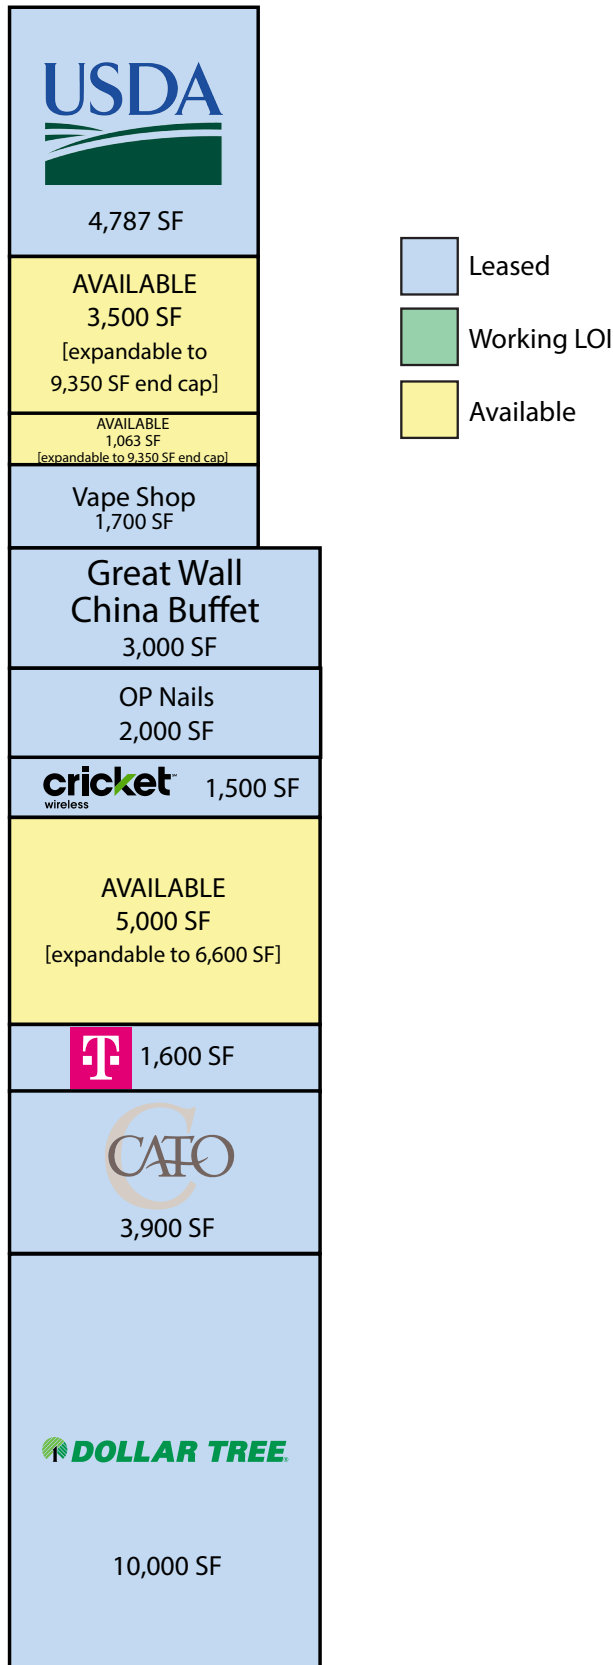 USDA
4,787 SF
AVAILABLE
3,500 SF
[expandable to
9,350 SF end cap]
AVAILABLE
1,063 SF
[expandable to 9,350 SF end cap]
Vape Shop
1,700 SF
Great Wall
China Buffet
3,000 SF
OP Nails
2,000 SF
cricket™ 1,500 SF
wireless
AVAILABLE
5,000 SF
[expandable to 6,600 SF]
T 1,600 SF
C
CATO
3,900 SF
DOLLAR TREE®
10,000 SF
Leased
Working LOI
Available